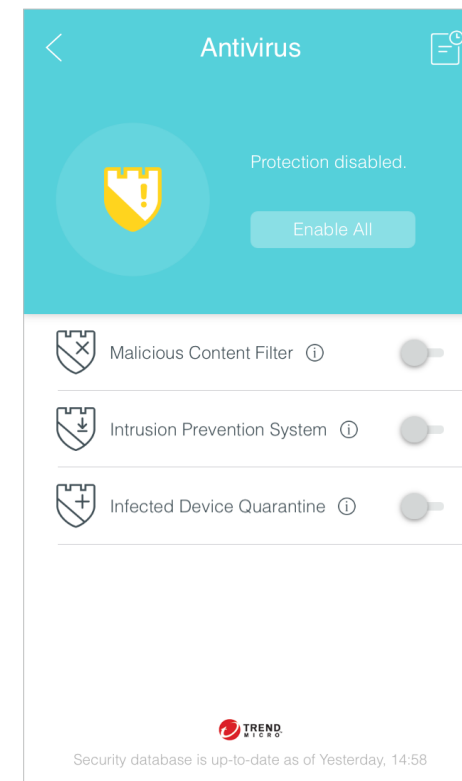 Antivirus
Protection disabled.
Enable All
Malicious Content Filter
Intrusion Prevention System
Infected Device Quarantine
TREND
MICRO
Security database is up-to-date as of Yesterday, 14:58